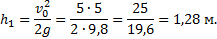 h₁ = v₀²/2g = 5 · 5/2 · 9,8 = 25/19,6 = 1,28 м.